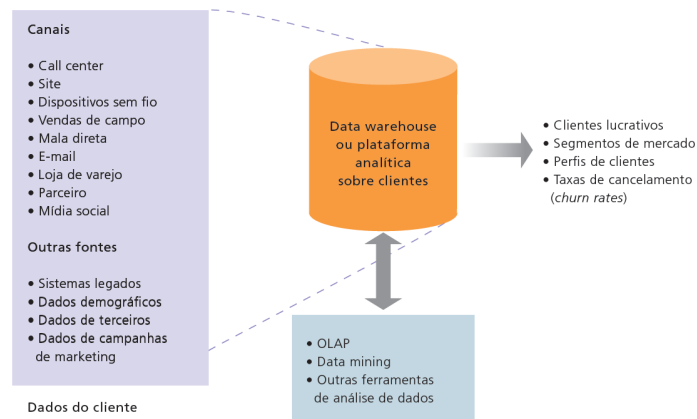 Canais
• Call center
• Site
• Dispositivos sem fio
• Vendas de campo
• Mala direta
• E-mail
• Loja de varejo
• Parceiro
• Mídia social
Outras fontes
• Sistemas legados
• Dados demográficos
• Dados de terceiros
• Dados de campanhas
de marketing
Dados do cliente
Data warehouse
ou plataforma
analítica
sobre clientes
• Clientes lucrativos
• Segmentos de mercado
• Perfis de clientes
• Taxas de cancelamento
(churn rates)
• OLAP
• Data mining
• Outras ferramentas
de análise de dados